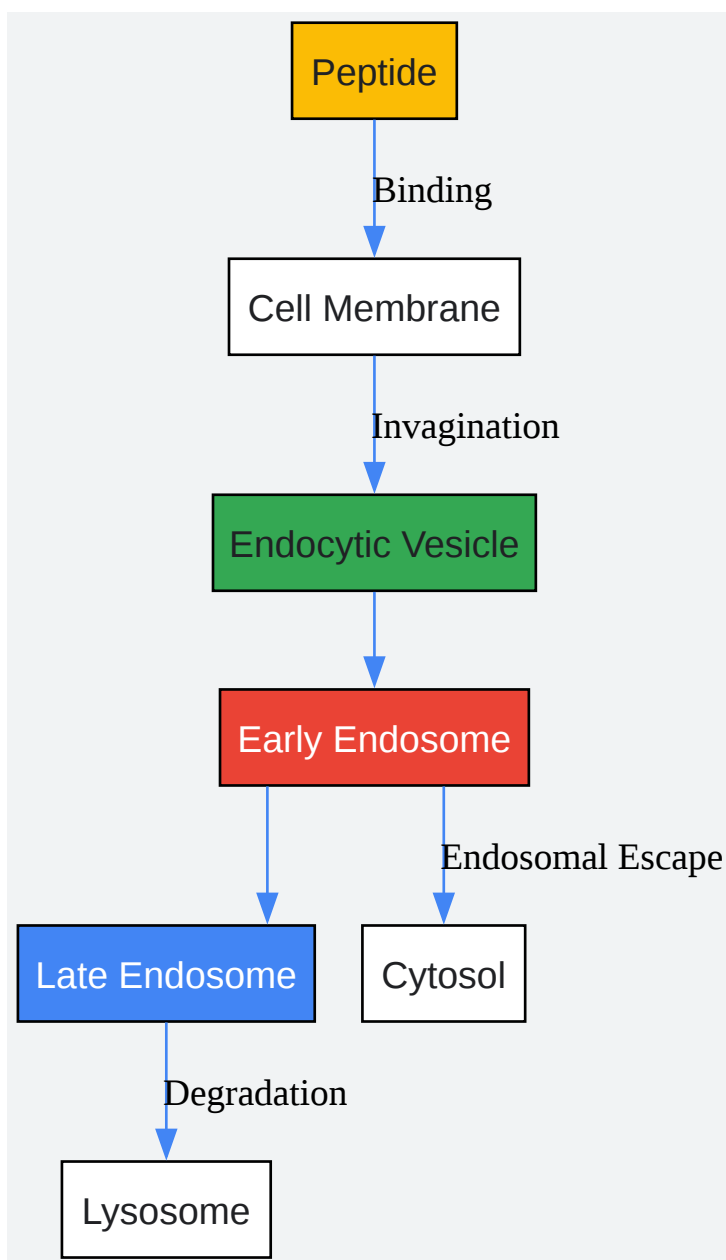 Peptide
Binding
Cell Membrane
Invagination
Endocytic Vesicle
Early Endosome
Endosomal Escape
Late Endosome
Cytosol
Degradation
Lysosome